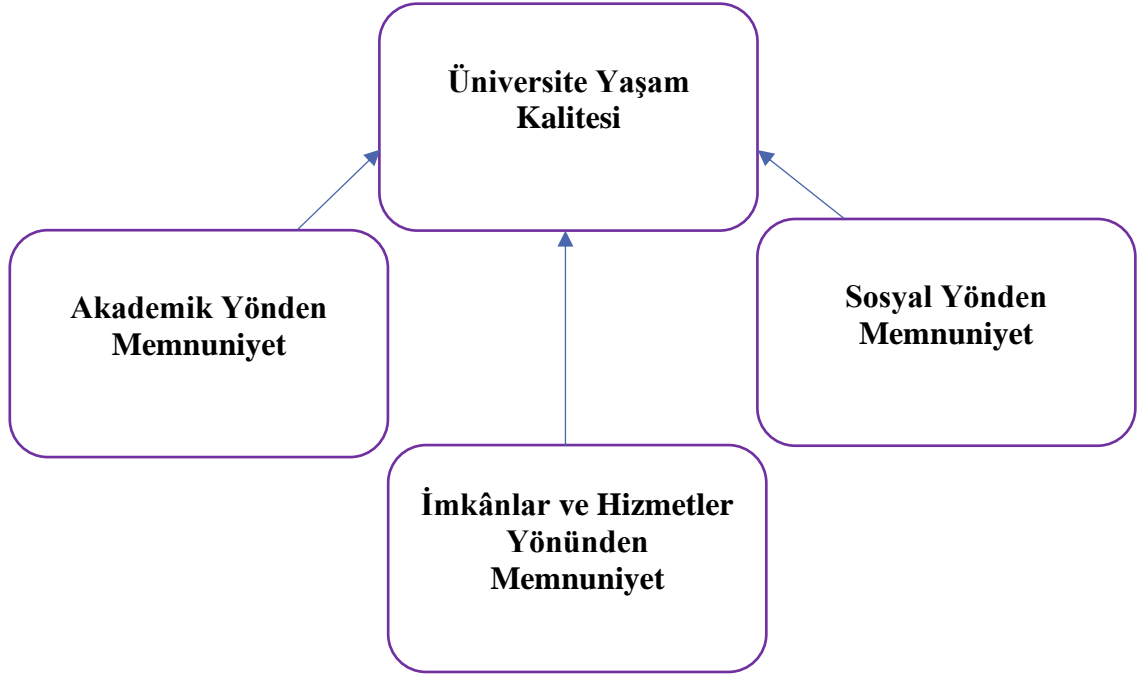 Üniversite Yaşam
Kalitesi
Akademik Yönden
Memnuniyet
Sosyal Yönden
Memnuniyet
İmkânlar ve Hizmetler
Yönünden
Memnuniyet